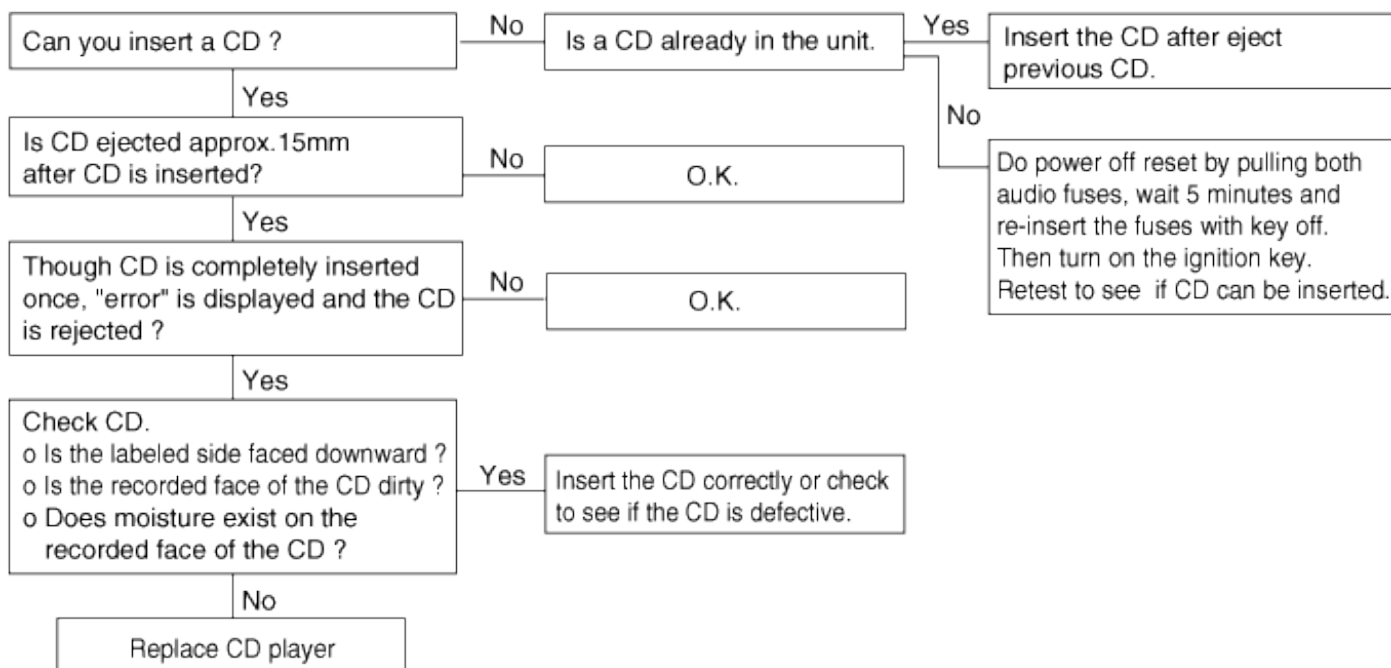 Can you insert a CD ?
No
Is a CD already in the unit.
Yes
Insert the CD after eject
previous CD.
Yes
No
Is CD ejected approx.15mm
after CD is inserted?
No
O.K.
Do power off reset by pulling both
audio fuses, wait 5 minutes and
re-insert the fuses with key off.
Then turn on the ignition key.
Retest to see if CD can be inserted.
Yes
Though CD is completely inserted
once, "error" is displayed and the CD
is rejected ?
No
O.K.
Yes
Check CD.
o Is the labeled side faced downward ?
o Is the recorded face of the CD dirty ?
o Does moisture exist on the
recorded face of the CD ?
Yes
Insert the CD correctly or check
to see if the CD is defective.
No
Replace CD player